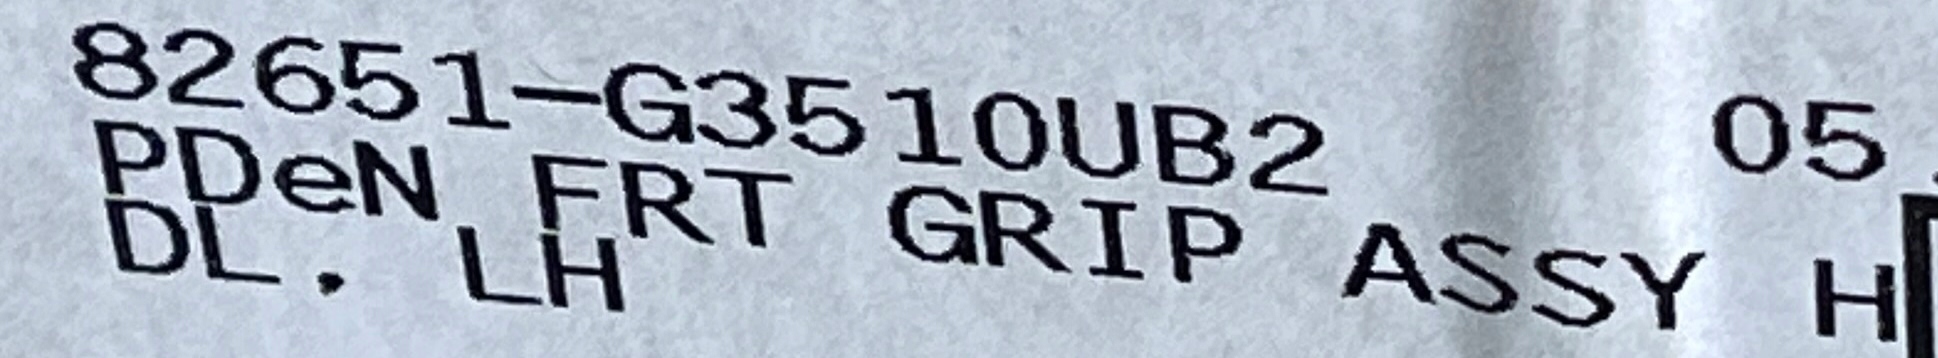 82651-G3510UB2 05
PDeN FRT GRIP ASSY H
DL. LH